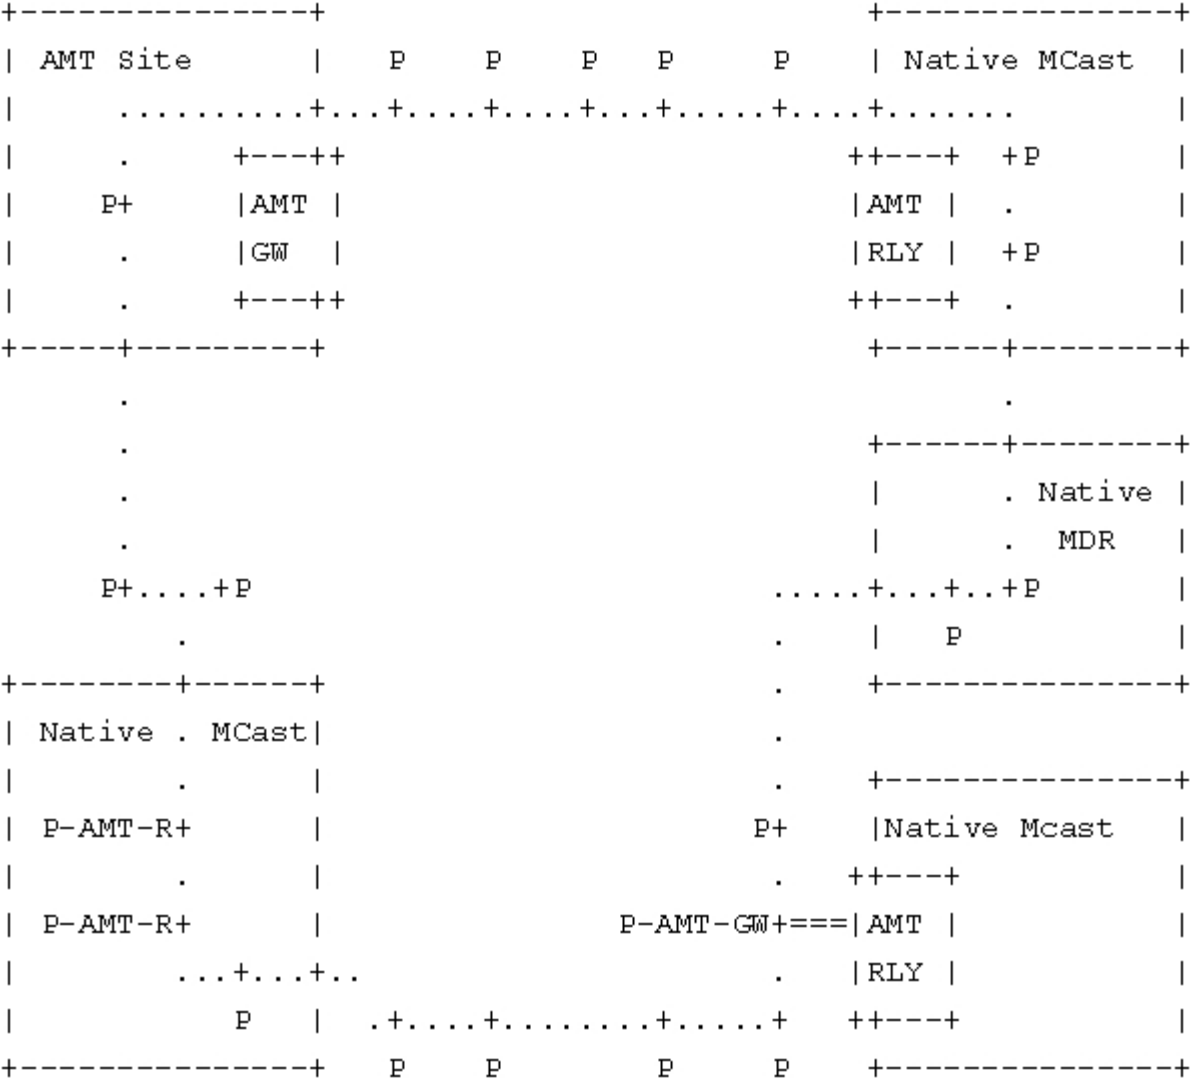 +---------------+                            +---------------+
|  AMT Site      |       P    P    P   P     P    |  Native MCast  |
|     ..........+...+....+....+...+.....+....+.......        |
|     .     +---++                          ++---+  +P       |
|    P+     |AMT |                          |AMT |  .        |
|     .     |GW  |                          |RLY |  +P       |
|     .     +---++                          ++---+  .        |
+-----+---------+                            +------+--------+
      .                                             .
      .                                      +------+--------+
      .                                      |      . Native |
      .                                      |      .  MDR   |
     P+....+P                           .....+...+..+P       |
         .                              .    |   P           |
+--------+------+                       .    +---------------+
| Native . MCast|                       .
|        .      |                       .    +---------------+
| P-AMT-R+      |                      P+    |Native Mcast   |
|        .      |                       .   ++---+           |
| P-AMT-R+      |               P-AMT-GW+===|AMT |           |
|        ...+...+..                     .   |RLY |           |
|           P   |  .+....+........+.....+   ++---+           |
+---------------+   P    P        P     P    +---------------+